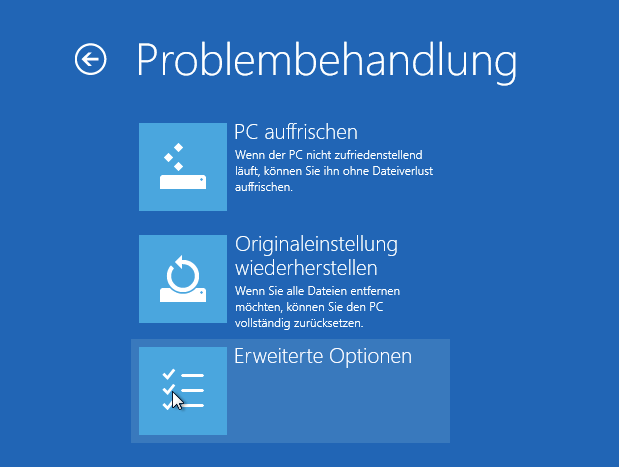 Problembehandlung
PC auffrischen
Wenn der PC nicht zufriedenstellend
läuft, können Sie ihn ohne Dateiverlust
auffrischen.
Originaleinstellung
wiederherstellen
Wenn Sie alle Dateien entfernen
möchten, können Sie den PC
vollständig zurücksetzen.
Erweiterte Optionen